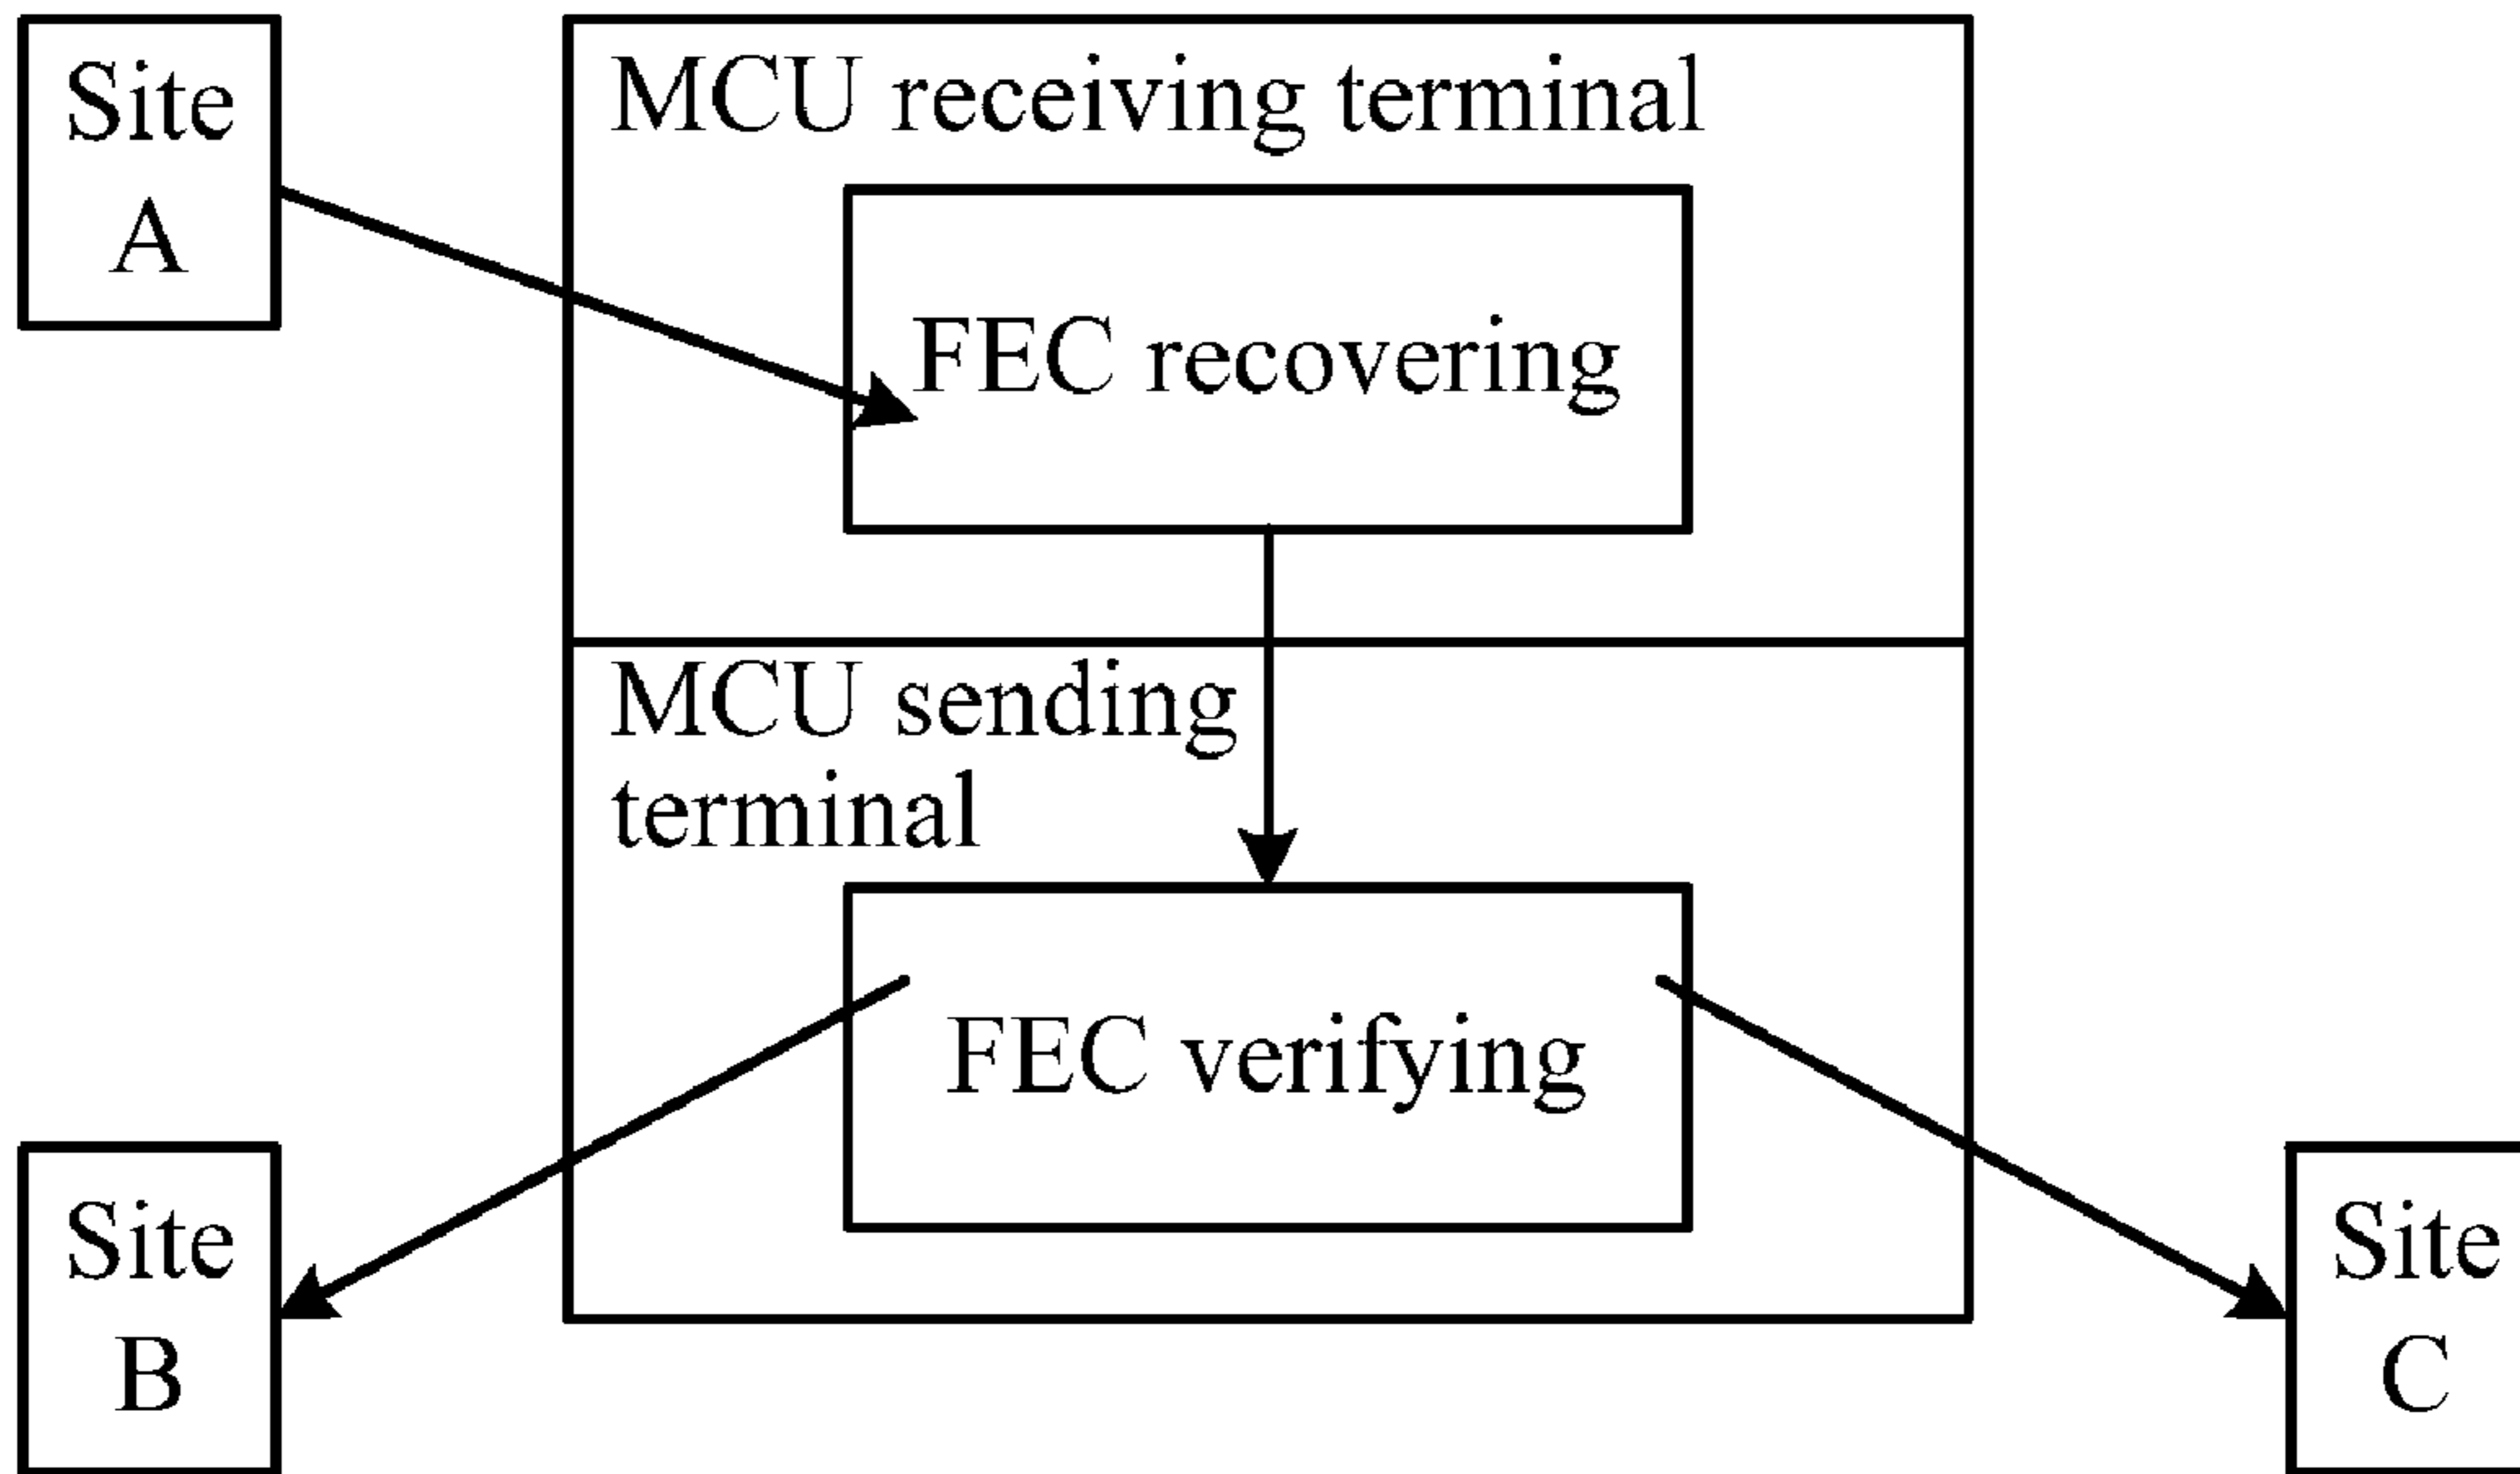 Site
A
MCU receiving terminal
FEC recovering
MCU sending
terminal
FEC verifying
Site
B
Site
C